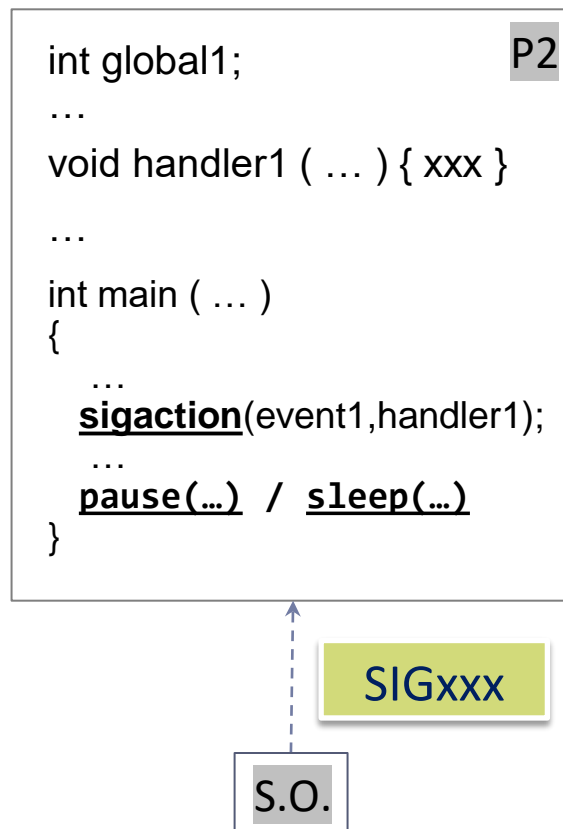 int global1;
P2
…
void handler1 ( … ) { xxx }
…
int main ( … )
{
…
sigaction(event1,handler1);
…
pause(…) / sleep(…)
}
SIGxxx
S.O.